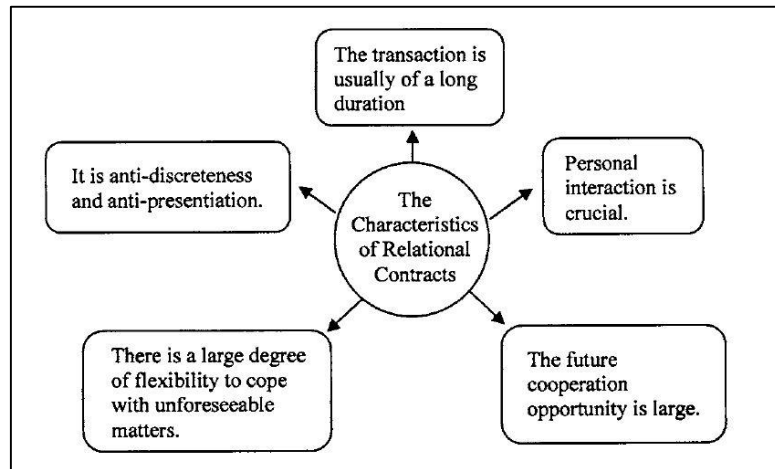 The transaction is
usually of a long
duration
It is anti-discreteness
and anti-presentiation.
Personal
interaction is
crucial.
The
Characteristics
of Relational
Contracts
There is a large degree
of flexibility to cope
with unforeseeable
matters.
The future
cooperation
opportunity is large.